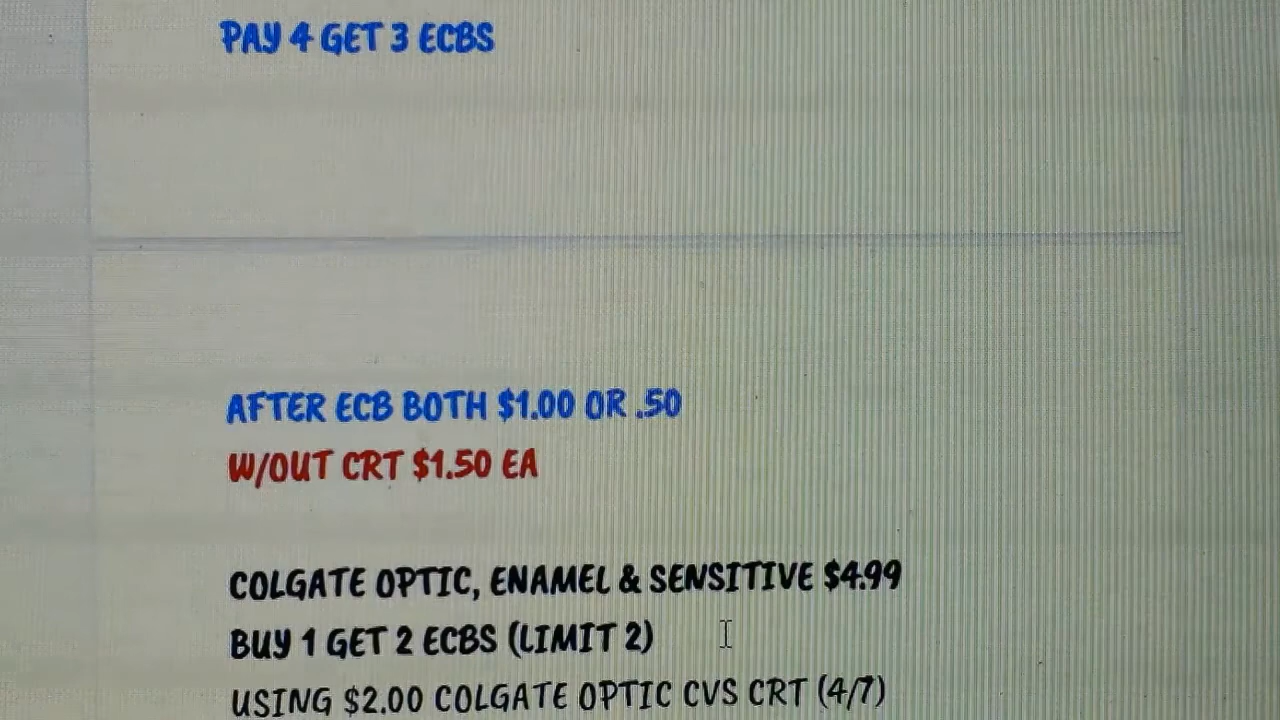 PAY 4 GET 3 ECBS
AFTER ECB BOTH $1.00 OR .50
W/OUT CRT $1.50 EA
COLGATE OPTIC, ENAMEL & SENSITIVE $4.99
BUY 1 GET 2 ECBS (LIMIT 2)
USING $2.00 COLGATE OPTIC CVS CRT (4/7)